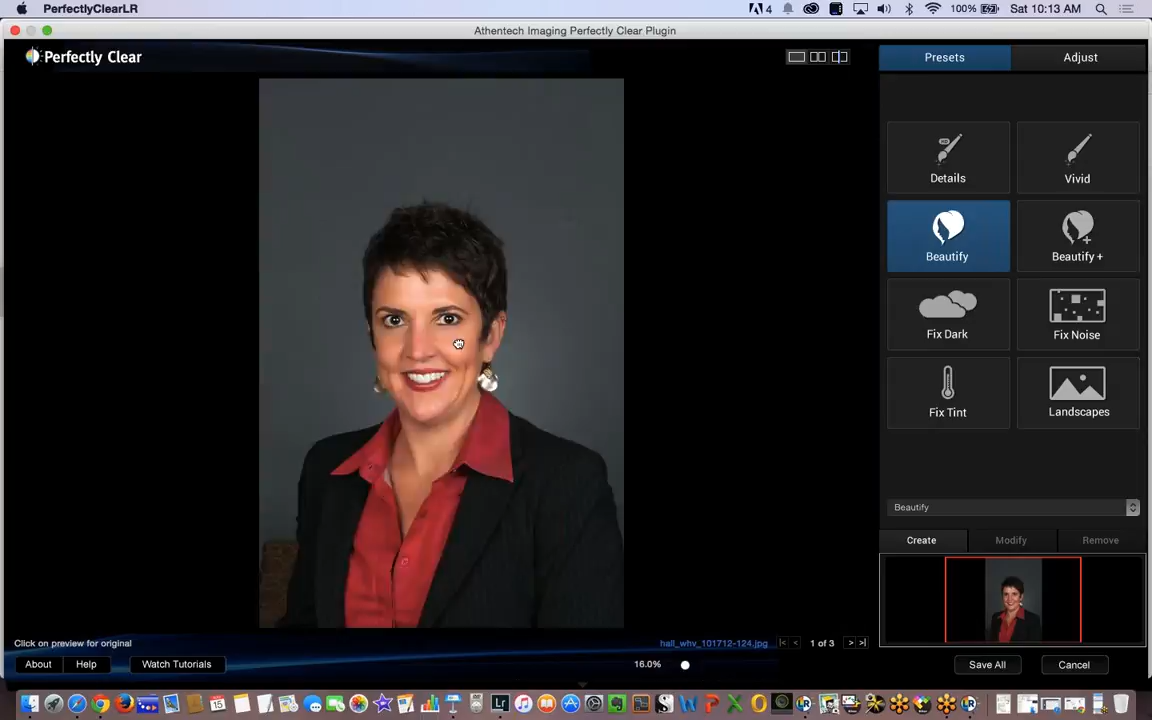 PerfectlyClearLR
4
100%
Sat 10:13 AM
Athentech Imaging Perfectly Clear Plugin
Perfectly Clear
Presets
Adjust
Details
Vivid
Beautify
Beautify +
Fix Dark
Fix Noise
Fix Tint
Landscapes
Beautify
Create
Modify
Remove
Click on preview for original
hall_whv_101712-124.jpg
1 of 3
About
Help
Watch Tutorials
16.0%
Save All
Cancel